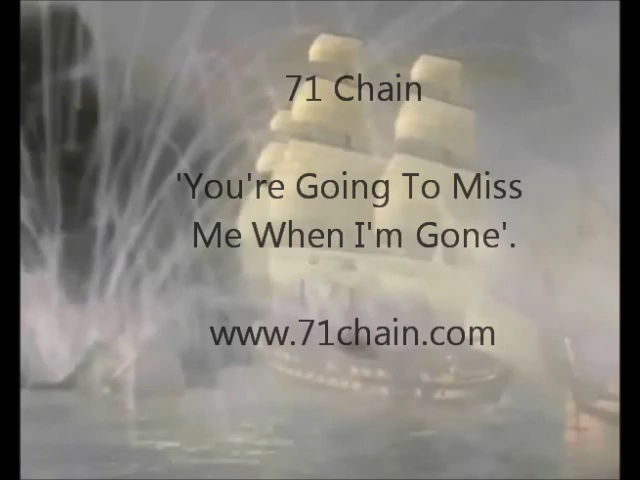 71 Chain
'You're Going To Miss
Me When I'm Gone'.
www.71chain.com